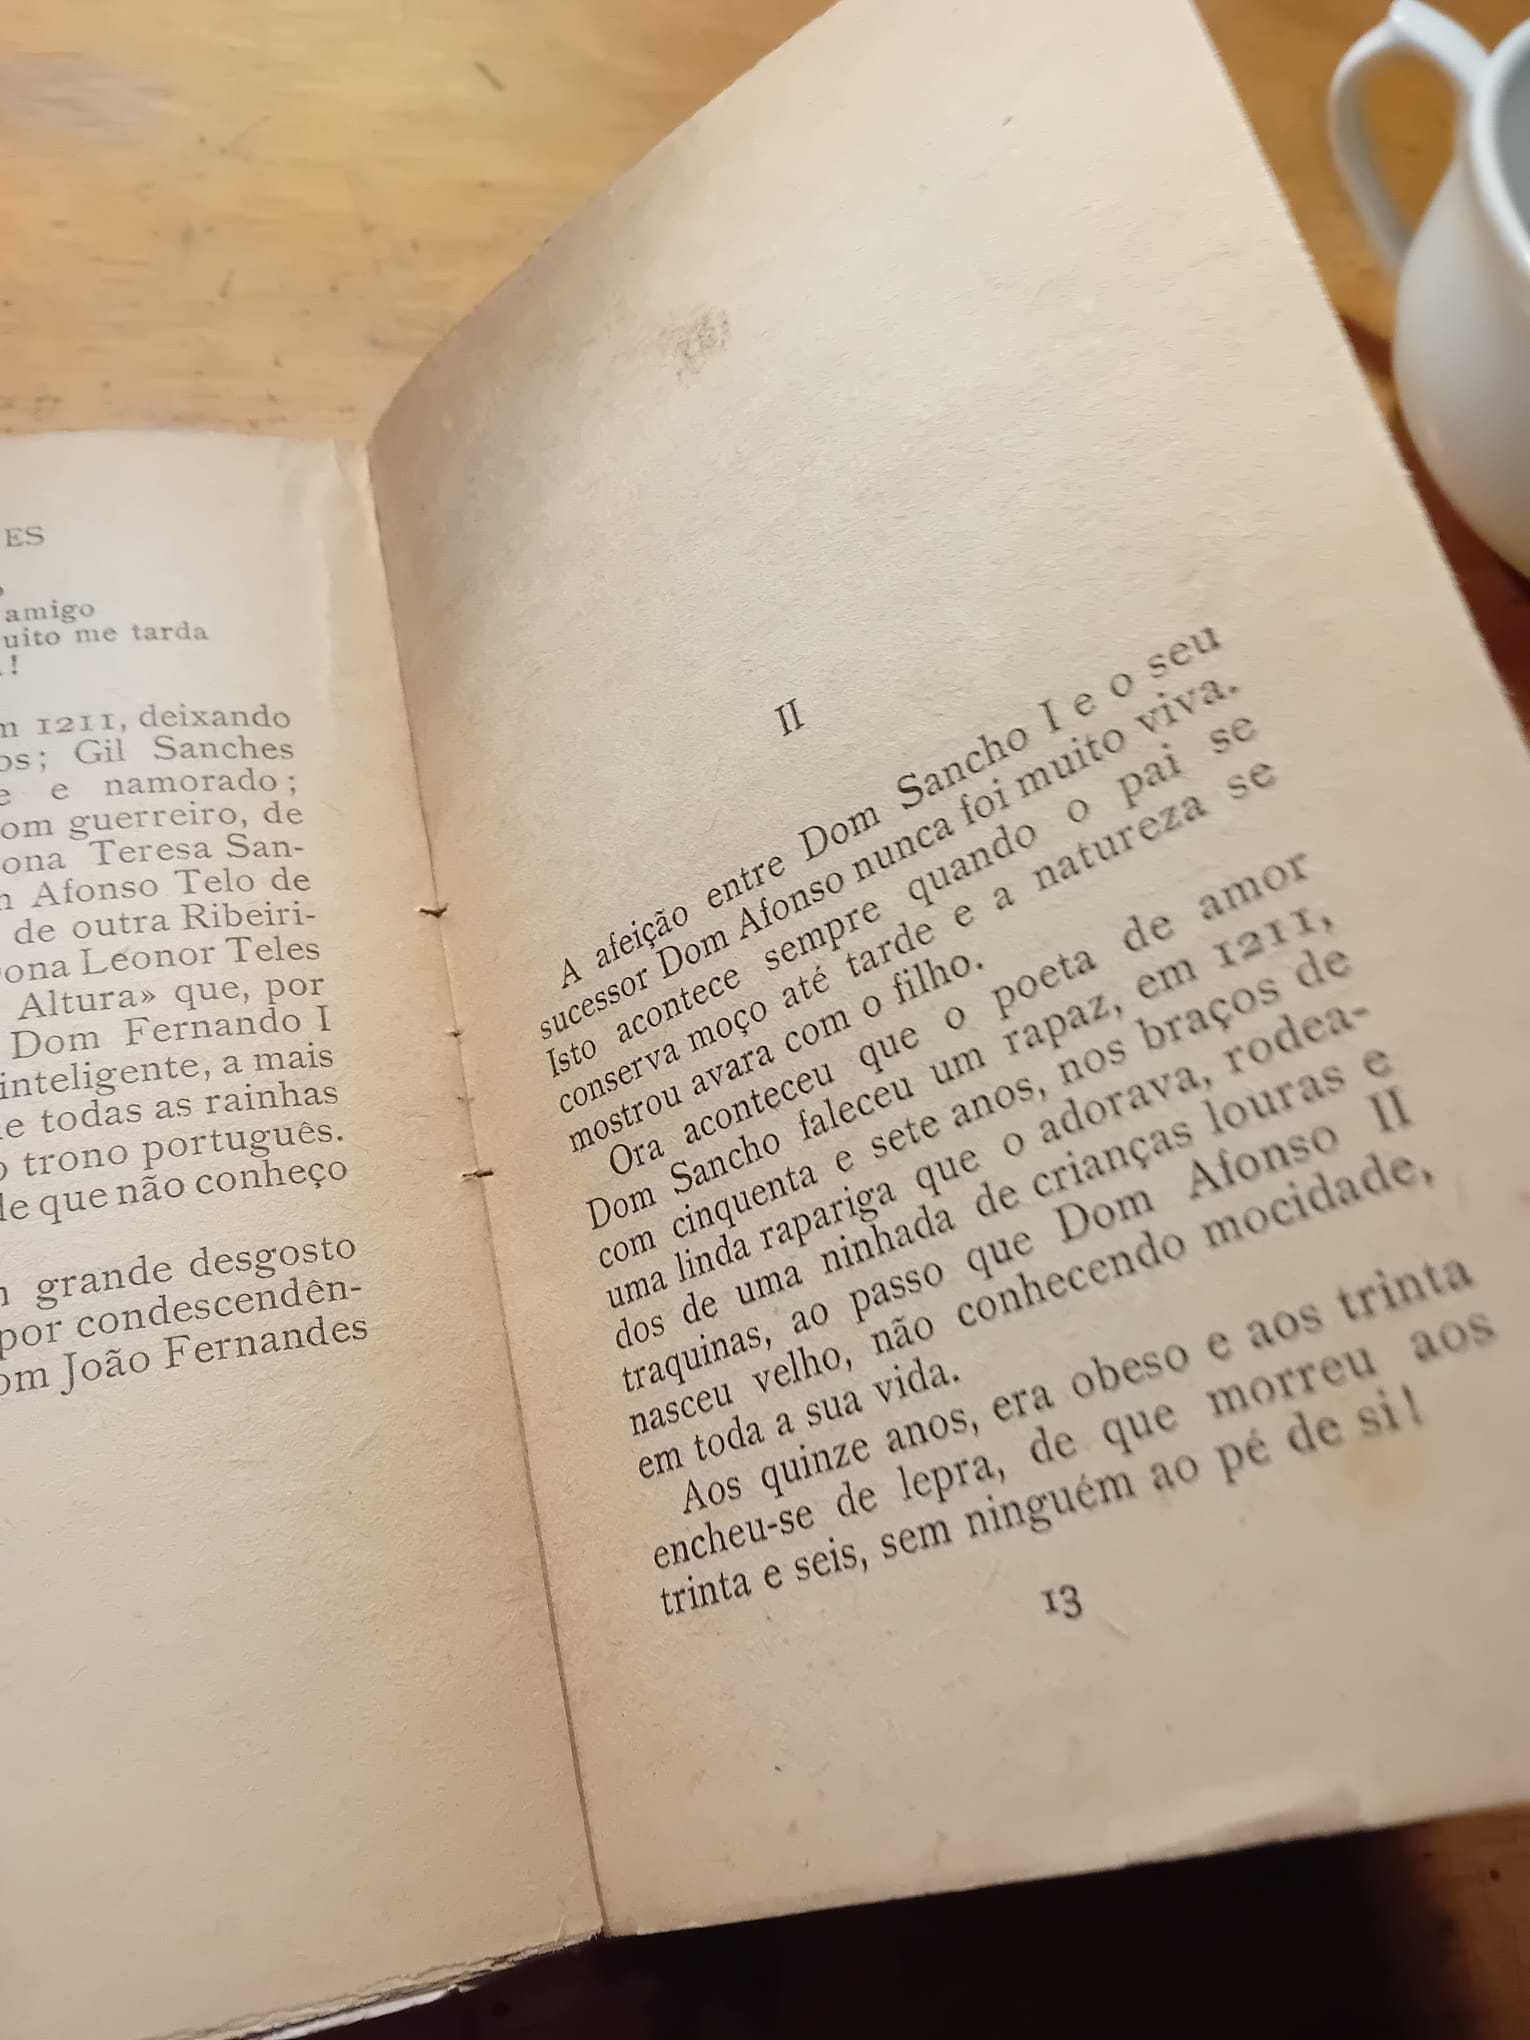 ES
amigo
uito me tarda
!
1211, deixando
os; Gil Sanches
e e namorado;
om guerreiro, de
ona Teresa San-
Afonso Telo de
de outra Ribeiri-
ona Leonor Teles
Altura» que, por
Dom Fernando I
inteligente, a mais
e todas as rainhas
o trono português.
de que não conheço
grande desgosto
por condescendên-
om João Fernandes
II
A afeição entre Dom Sancho I e o seu
sucessor Dom Afonso nunca foi muito viva.
Isto acontece sempre quando o pai se
conserva moço até tarde e a natureza se
mostrou avara com o filho.
Ora aconteceu que o poeta de amor
Dom Sancho faleceu um rapaz, em 1211,
com cinquenta e sete anos, nos braços de
uma linda rapariga que o adorava, rodea-
dos de uma ninhada de crianças louras e
traquinas, ao passo que Dom Afonso II
nasceu velho, não conhecendo mocidade,
em toda a sua vida.
Aos quinze anos, era obeso e aos trinta
encheu-se de lepra, de que morreu aos
trinta e seis, sem ninguém ao pé de si!
13